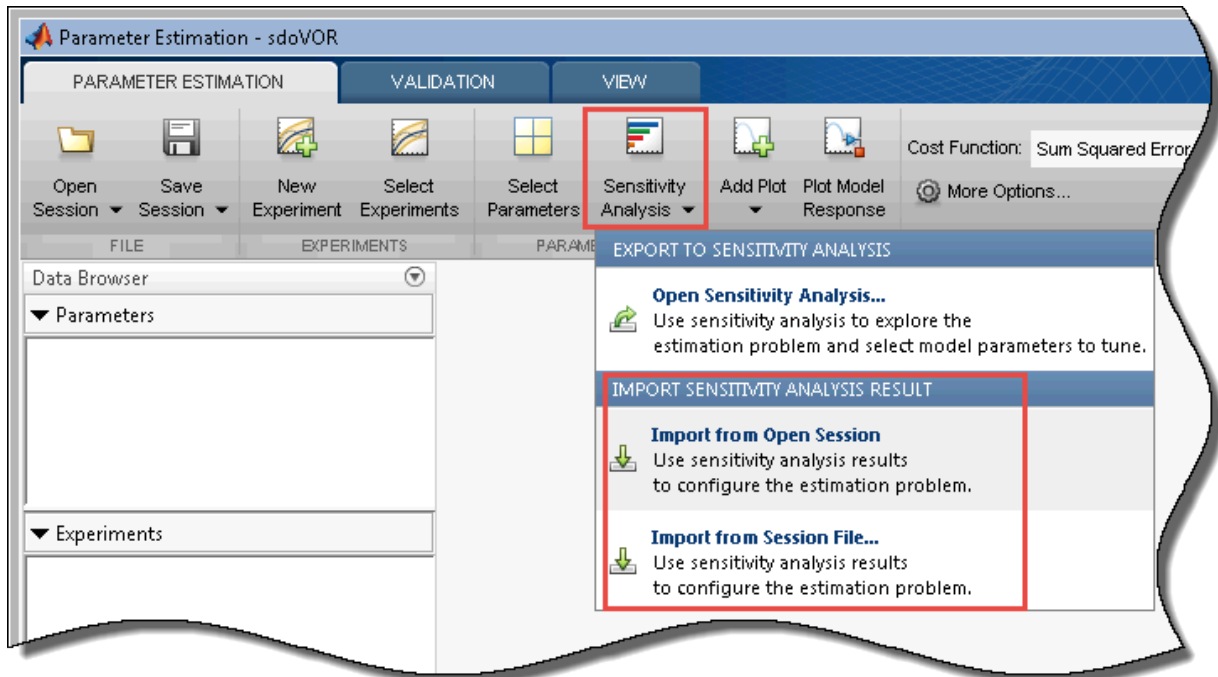 Parameter Estimation - sdoVOR
PARAMETER ESTIMATION VALIDATION VIEW
Open Session Save Session New Experiment Select Experiments Select Parameters Sensitivity Analysis Add Plot Plot Model Response
Cost Function: Sum Squared Error
More Options...
FILE EXPERIMENTS PARAME
EXPORT TO SENSITIVITY ANALYSIS
Open Sensitivity Analysis...
Use sensitivity analysis to explore the
estimation problem and select model parameters to tune.
IMPORT SENSITIVITY ANALYSIS RESULT
Import from Open Session
Use sensitivity analysis results
to configure the estimation problem.
Import from Session File...
Use sensitivity analysis results
to configure the estimation problem.
Data Browser
Parameters
Experiments